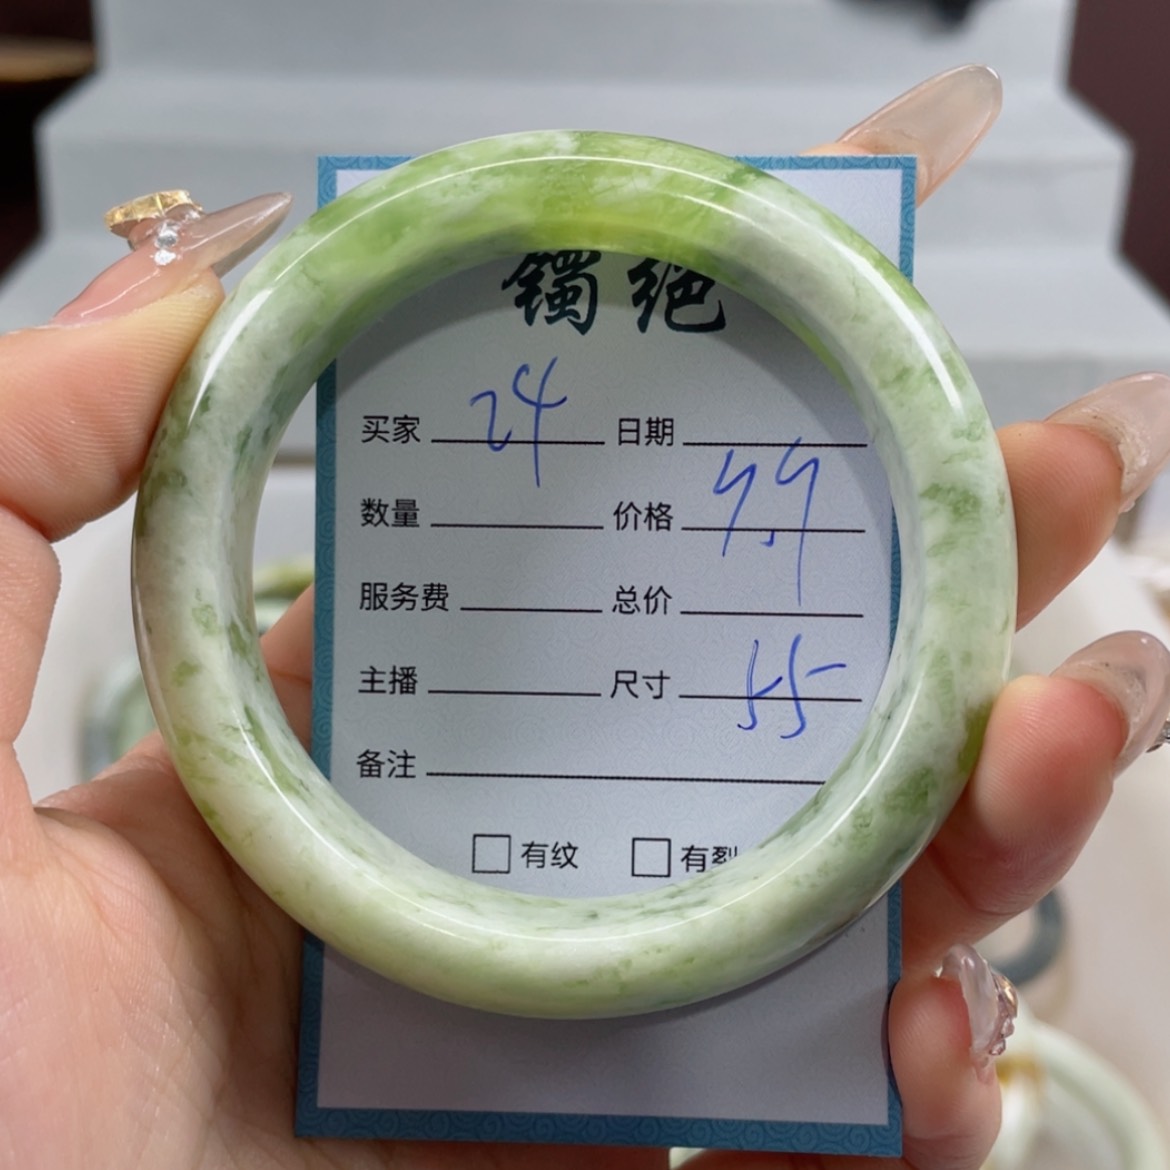 镯绝
买家 24 日期
数量 价格
服务费 总价
主播 尺寸 55
备注
□ 有纹 □ 有裂